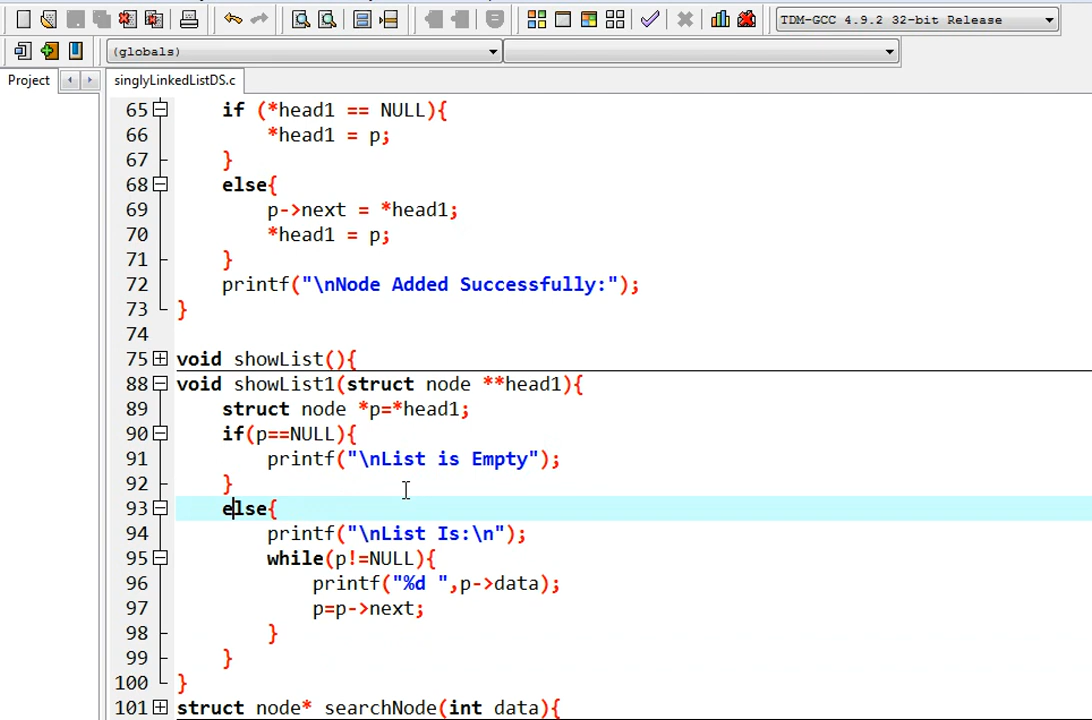 TDM-GCC 4.9.2 32-bit Release
(globals)
Project
singlyLinkedListDS.c
65 if (*head1 == NULL){
66 *head1 = p;
67 }
68 else{
69 p->next = *head1;
70 *head1 = p;
71 }
72 printf("\nNode Added Successfully:");
73 }
74
75 void showList(){
88 void showList1(struct node **head1){
89 struct node *p=*head1;
90 if(p==NULL){
91 printf("\nList is Empty");
92 }
93 else{
94 printf("\nList Is:\n");
95 while(p!=NULL){
96 printf("%d ",p->data);
97 p=p->next;
98 }
99 }
100 }
101 struct node* searchNode(int data){